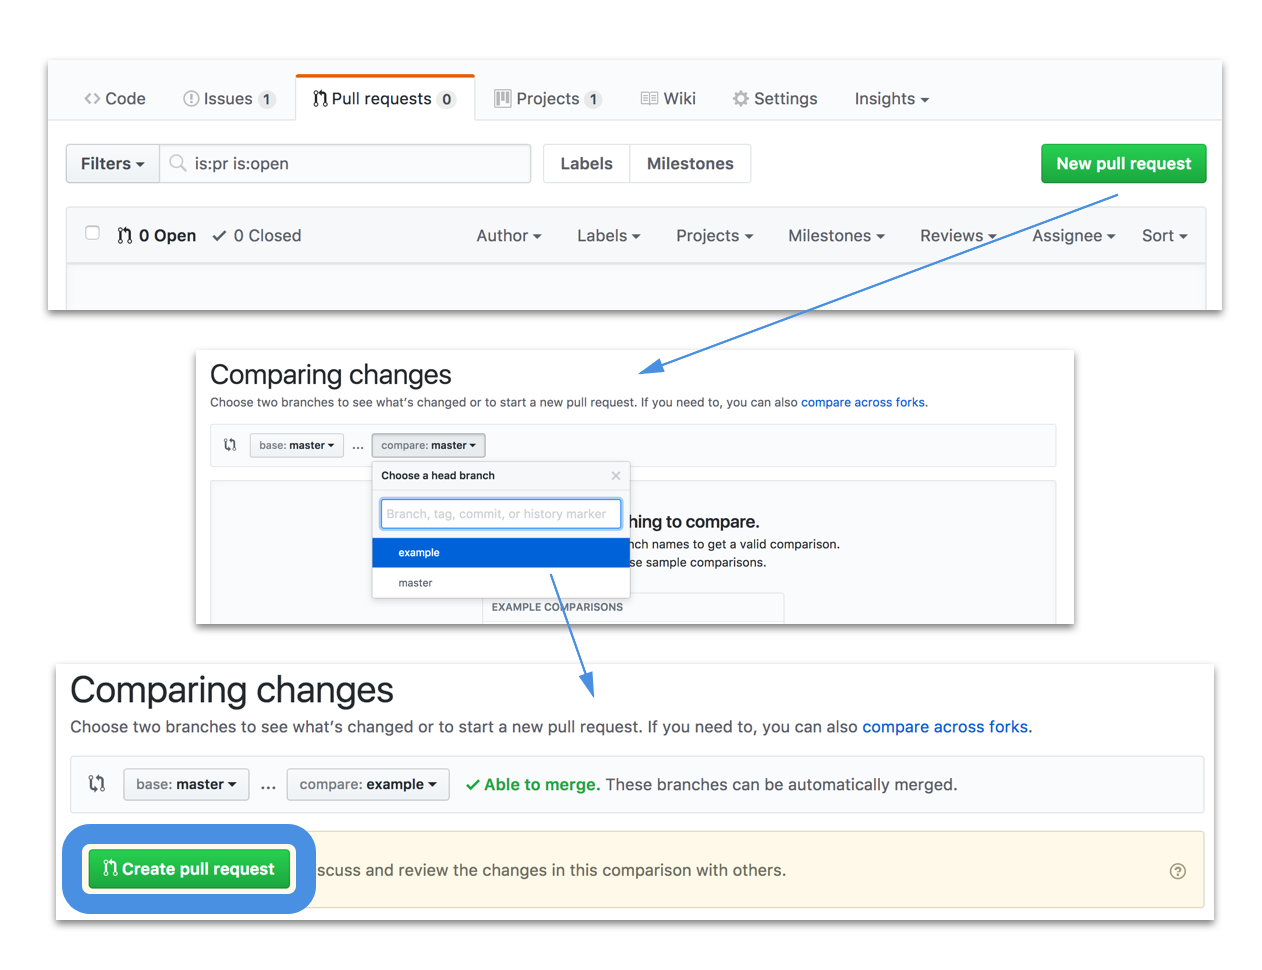 Code Issues 1 Pull requests 0 Projects 1 Wiki Settings Insights
Filters is:pr is:open Labels Milestones New pull request
0 Open 0 Closed Author Labels Projects Milestones Reviews Assignee Sort
Comparing changes
Choose two branches to see what's changed or to start a new pull request. If you need to, you can also compare across forks.
base: master ... compare: master
Choose a head branch
Branch, tag, commit, or history marker
hing to compare.
example
nch names to get a valid comparison.
se sample comparisons.
master
EXAMPLE COMPARISONS
Comparing changes
Choose two branches to see what's changed or to start a new pull request. If you need to, you can also compare across forks.
base: master ... compare: example Able to merge. These branches can be automatically merged.
Create pull request scuss and review the changes in this comparison with others.